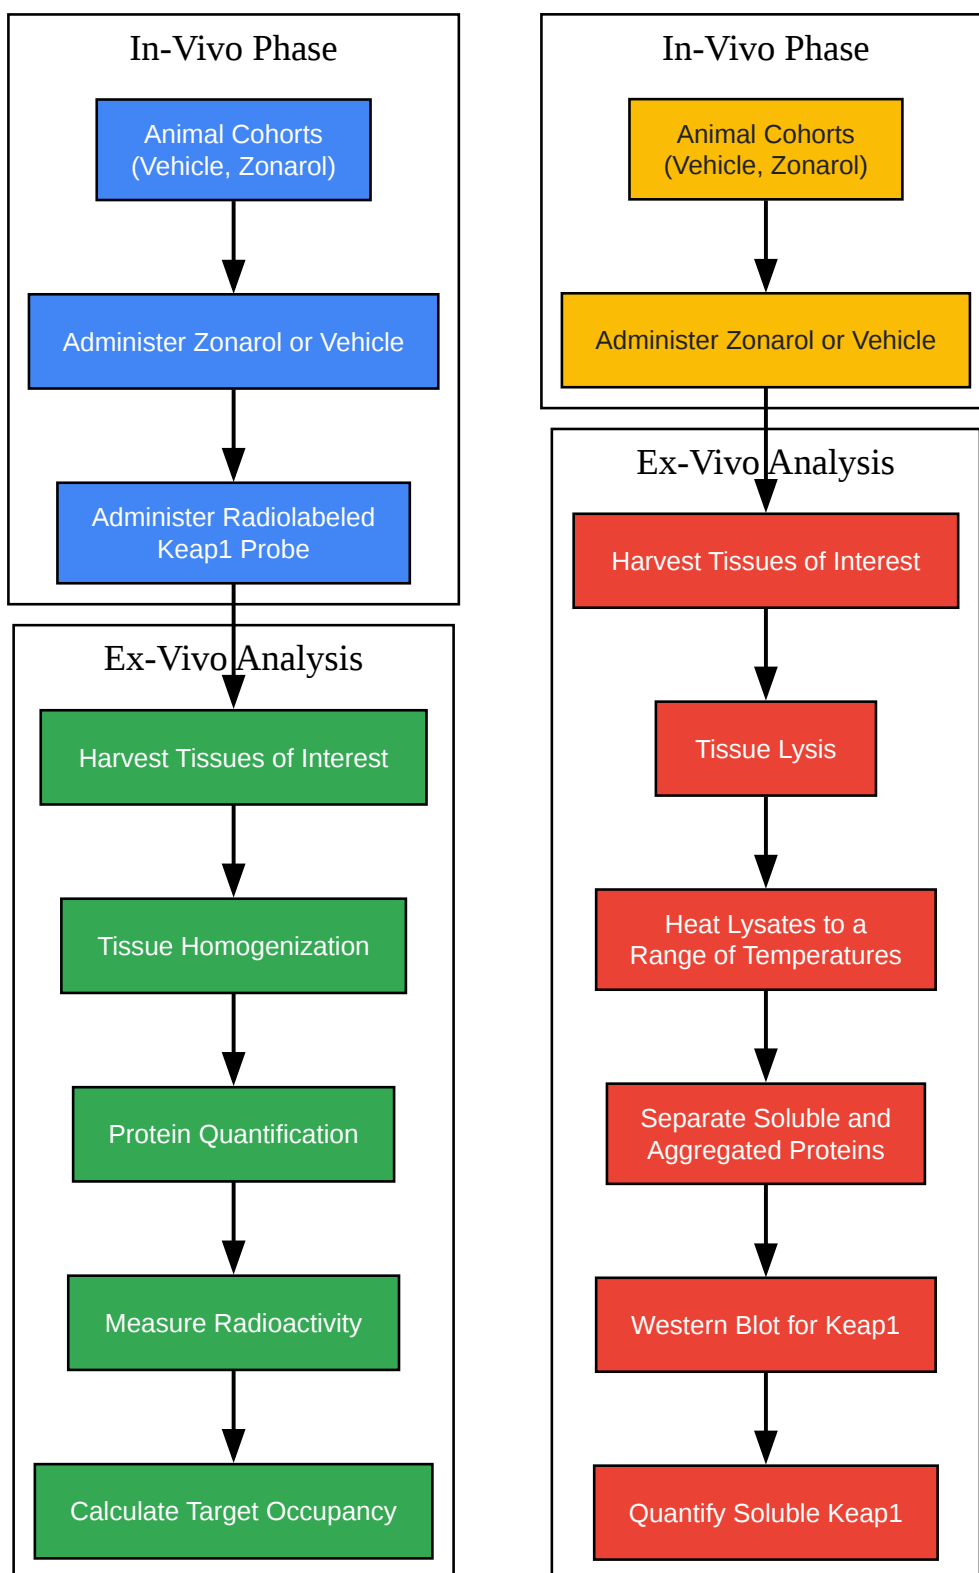 In-Vivo Phase
Animal Cohorts
(Vehicle, Zonarol)
Administer Zonarol or Vehicle
Administer Radiolabeled
Keap1 Probe
Ex-Vivo Analysis
Harvest Tissues of Interest
Tissue Homogenization
Protein Quantification
Measure Radioactivity
Calculate Target Occupancy
In-Vivo Phase
Animal Cohorts
(Vehicle, Zonarol)
Administer Zonarol or Vehicle
Ex-Vivo Analysis
Harvest Tissues of Interest
Tissue Lysis
Heat Lysates to a
Range of Temperatures
Separate Soluble and
Aggregated Proteins
Western Blot for Keap1
Quantify Soluble Keap1